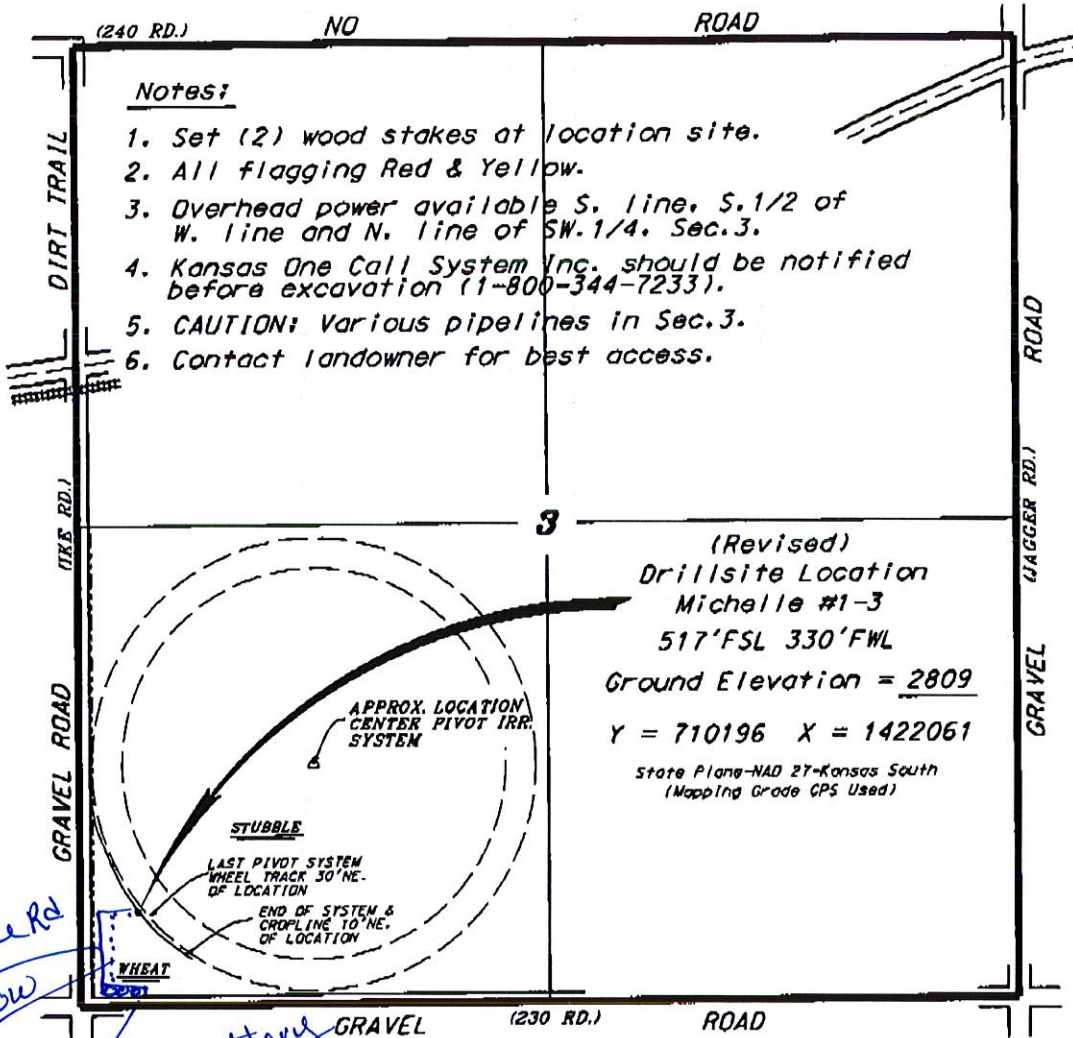 (240 RD.) NO ROAD
Notes:
1. Set (2) wood stakes at location site.
2. All flagging Red & Yellow.
3. Overhead power available S. line, S.1/2 of
W. line and N. line of SW.1/4, Sec.3.
4. Kansas One Call System Inc. should be notified
before excavation (1-800-344-7233).
5. CAUTION: Various pipelines in Sec.3.
6. Contact landowner for best access.
DIRT TRAIL
(IKE RD.)
GRAVEL ROAD
ROAD
(JAGGER RD.)
GRAVEL
3
(Revised)
Drillsite Location
Michelle #1-3
517'FSL 330'FWL
Ground Elevation = 2809
Y = 710196 X = 1422061
State Plane-NAD 27-Kansas South
(Mapping Grade GPS Used)
APPROX. LOCATION
CENTER PIVOT IRR.
SYSTEM
STUBBLE
LAST PIVOT SYSTEM
WHEEL TRACK 30'NE.
OF LOCATION
END OF SYSTEM &
CROPLINE 10'NE.
OF LOCATION
WHEAT
Rd
GRAVEL (230 RD.) ROAD